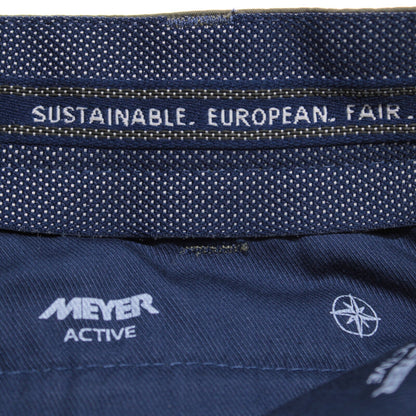 SUSTAINABLE. EUROPEAN. FAIR.
MEYER
ACTIVE